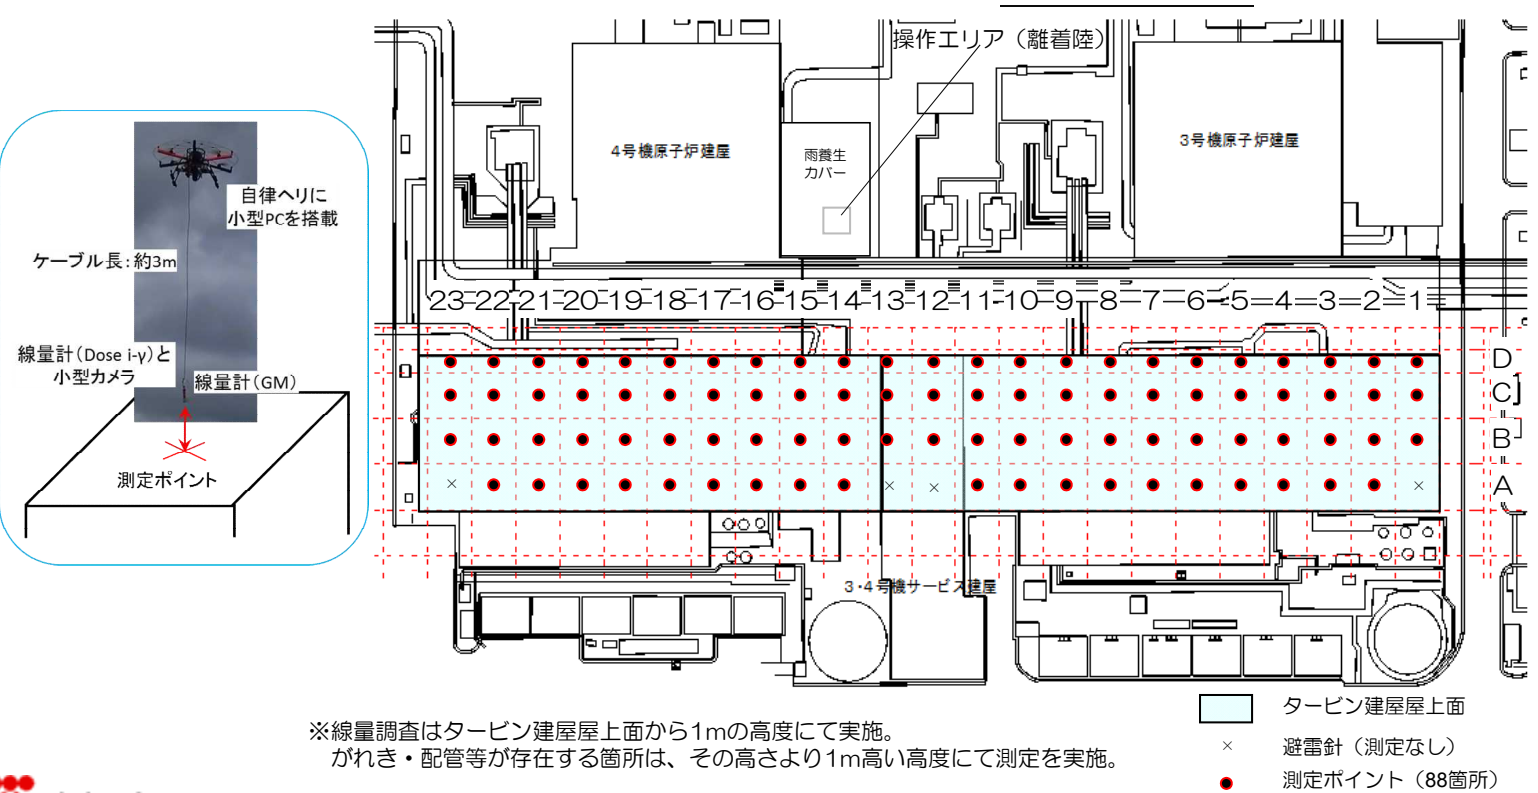 操作エリア（離着陸）
4号機原子炉建屋
雨養生
カバー
3号機原子炉建屋
自律ヘリに
小型PCを搭載
ケーブル長：約3m
線量計（Dose i-γ）と
小型カメラ
線量計（GM）
測定ポイント
23 22 21 20 19 18 17 16 15 14 13 12 11 10 9 8 7 6 5 4 3 2 1
D
C
B
A
3・4号機サービス建屋
※線量調査はタービン建屋屋上面から1mの高度にて実施。
がれき・配管等が存在する箇所は、その高さより1m高い高度にて測定を実施。
タービン建屋屋上面
× 避雷針（測定なし）
測定ポイント（88箇所）